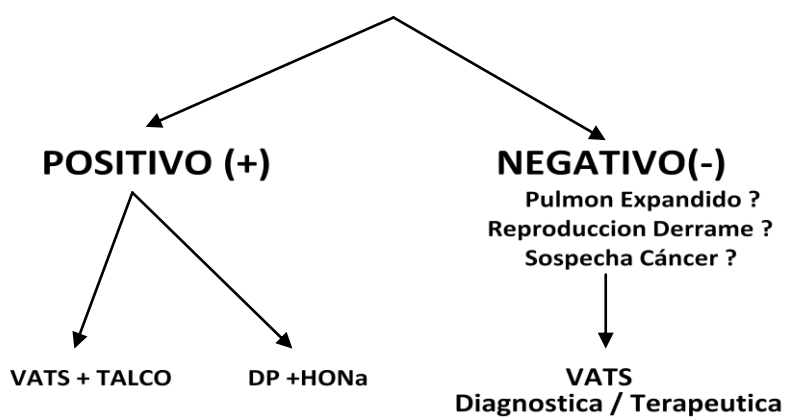 POSITIVO (+)
NEGATIVO(-)
Pulmon Expandido ?
Reproduccion Derrame ?
Sospecha Cáncer ?
VATS + TALCO
DP +HONa
VATS
Diagnostica / Terapeutica